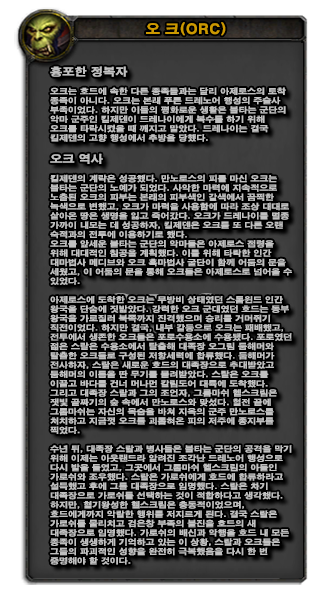 오 크(ORC)
흉포한 정복자
오크는 호드에 속한 다른 종족들과는 달리 아제로스의 토착
종족이 아니다. 오크는 본래 푸른 드레노어 행성의 주술사
부족이었다. 하지만 이들의 평화로운 생활은 불타는 군단의
악마 군주인 킬제덴이 드레나이에게 복수를 하기 위해
오크를 타락시켰을 때 깨지고 말았다. 드레나이는 결국
킬제덴의 고향 행성에서 추방을 당했다.
오크 역사
킬제덴의 계략은 성공했다. 만노로스의 피를 마신 오크는
불타는 군단의 노예가 되었다. 사악한 마력에 지속적으로
노출된 오크의 피부는 본래의 피부색인 갈색에서 끔찍한
녹색으로 변했고, 오크가 마력을 사용함에 따라 조상 대대로
살아온 땅은 생명을 잃고 죽어갔다. 오크가 드레나이를 멸종
가까이 내모는 데 성공하자, 킬제덴은 오크를 또 다른 오랜
숙적과의 전투에 이용하기로 했다.
오크를 앞세운 불타는 군단의 악마들은 아제로스 점령을
위해 대대적인 침공을 계획했다. 이를 위해 타락한 인간
대마법사 메디브와 오크 흑마법사 굴단이 함께 어둠의 문을
세웠고, 이 어둠의 문을 통해 오크들은 아제로스로 넘어올 수
있었다.
아제로스에 도착한 오크는 무방비 상태였던 스톰윈드 인간
왕국을 단숨에 짓밟았다. 강력한 오크 군대였던 호드는 동부
왕국을 가로질러 북쪽까지 진격했으며 승리를 거머쥐기
직전이었다. 하지만 결국, 내부 갈등으로 오크는 패배했고,
전투에서 생존한 오크들은 포로수용소에 수용됐다. 포로였던
젊은 스랄은 수용소에서 탈출해 대족장 오그림 둠해머와
탈출한 오크들로 구성된 저항세력에 합류했다. 둠해머가
전사하자, 스랄은 새로운 호드의 대족장으로 추대받았고
둠해머의 이름을 딴 무기를 물려받았다. 스랄은 오크를
이끌고 바다를 건너 머나먼 칼림도어 대륙에 도착했다.
그리고 대족장 스랄과 그의 조언자, 그롬마쉬 헬스크림은
잿빛 골짜기의 숲 속에서 만노로스와 맞섰다. 혈전 끝에
그롬마쉬는 자신의 목숨을 바쳐 지옥의 군주 만노로스를
처치하고 지금껏 오크를 괴롭혀온 피의 저주에 종지부를
찍었다.
수년 뒤, 대족장 스랄과 병사들은 불타는 군단의 공격을 막기
위해 이제는 아웃랜드라 알려진 조각난 드레노어 행성으로
다시 발을 들였고, 그곳에서 그롬마쉬 헬스크림의 아들인
가로쉬와 조우했다. 스랄은 가로쉬에게 호드에 합류하라고
설득했고 후에 그를 대족장으로 임명했다. 스랄은 차기
대족장으로 가로쉬를 선택하는 것이 적합하다고 생각했다.
하지만, 혈기왕성한 헬스크림은 충동적이었으며,
호드에게까지 악랄한 행위를 저지르게 된다. 결국 스랄은
가로쉬를 물리치고 검은창 부족의 볼진을 호드의 새
대족장으로 임명했다. 가로쉬의 배신과 악행을 호드 내 모든
종족이 생생하게 기억하고 있는 이 상황, 스랄과 오크들은
그들의 파괴적인 성향을 완전히 극복했음을 다시 한 번
증명해야 할 것이다.